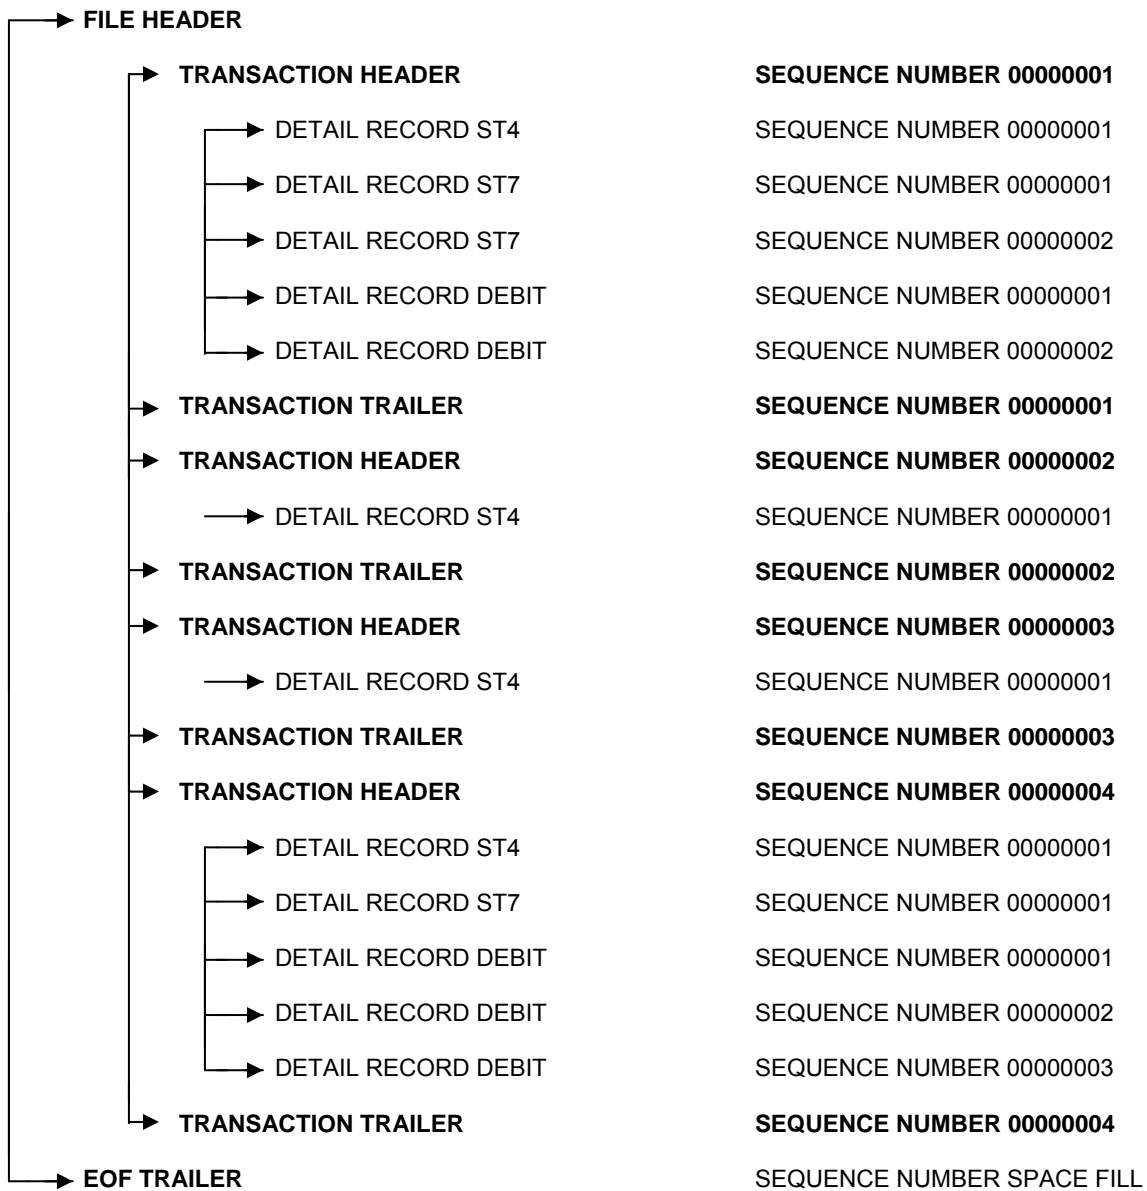 FILE HEADER
TRANSACTION HEADER SEQUENCE NUMBER 00000001
DETAIL RECORD ST4 SEQUENCE NUMBER 00000001
DETAIL RECORD ST7 SEQUENCE NUMBER 00000001
DETAIL RECORD ST7 SEQUENCE NUMBER 00000002
DETAIL RECORD DEBIT SEQUENCE NUMBER 00000001
DETAIL RECORD DEBIT SEQUENCE NUMBER 00000002
TRANSACTION TRAILER SEQUENCE NUMBER 00000001
TRANSACTION HEADER SEQUENCE NUMBER 00000002
DETAIL RECORD ST4 SEQUENCE NUMBER 00000001
TRANSACTION TRAILER SEQUENCE NUMBER 00000002
TRANSACTION HEADER SEQUENCE NUMBER 00000003
DETAIL RECORD ST4 SEQUENCE NUMBER 00000001
TRANSACTION TRAILER SEQUENCE NUMBER 00000003
TRANSACTION HEADER SEQUENCE NUMBER 00000004
DETAIL RECORD ST4 SEQUENCE NUMBER 00000001
DETAIL RECORD ST7 SEQUENCE NUMBER 00000001
DETAIL RECORD DEBIT SEQUENCE NUMBER 00000001
DETAIL RECORD DEBIT SEQUENCE NUMBER 00000002
DETAIL RECORD DEBIT SEQUENCE NUMBER 00000003
TRANSACTION TRAILER SEQUENCE NUMBER 00000004
EOF TRAILER SEQUENCE NUMBER SPACE FILL